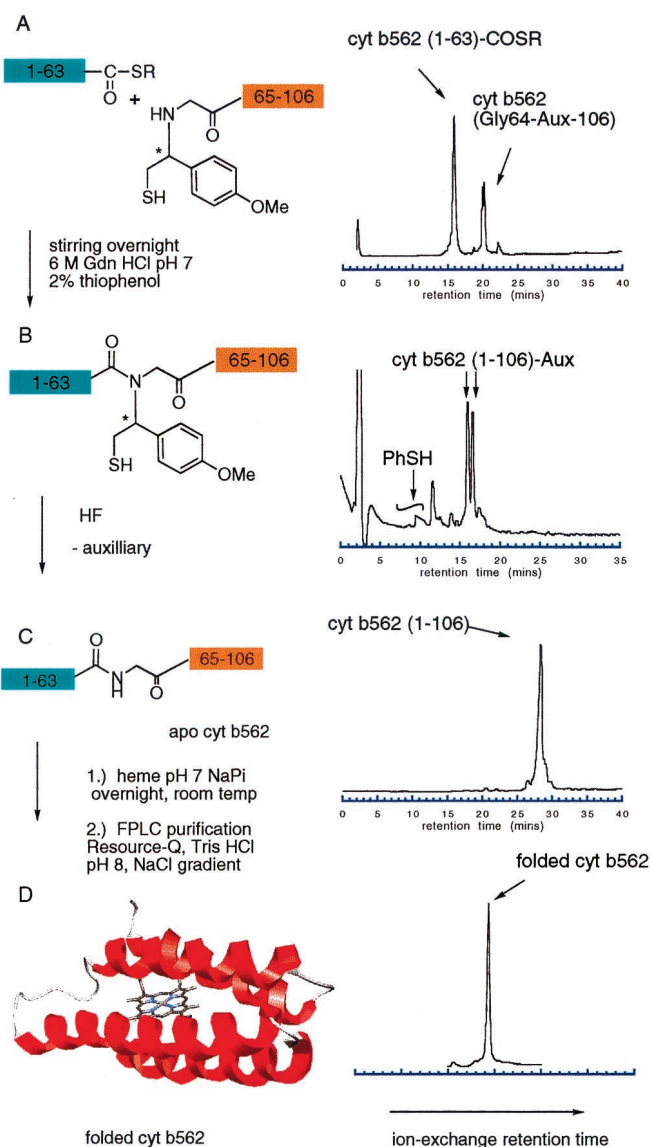 A
1-63
C
SR
O
+
HN
65-106
O
*
SH
OMe
cyt b562 (1-63)-COSR
cyt b562
(Gly64-Aux-106)
0 5 10 15 20 25 30 35 40
retention time (mins)
stirring overnight
6 M Gdn HCl pH 7
2% thiophenol
B
O
1-63
N
65-106
O
*
SH
OMe
cyt b562 (1-106)-Aux
PhSH
0 5 10 15 20 25 30 35
retention time (mins)
HF
- auxilliary
C
O
1-63
N
H
65-106
O
apo cyt b562
cyt b562 (1-106)
0 5 10 15 20 25 30 35 40
retention time (mins)
1.) heme pH 7 NaPi
overnight, room temp
2.) FPLC purification
Resource-Q, Tris HCl
pH 8, NaCl gradient
folded cyt b562
D
folded cyt b562
ion-exchange retention time